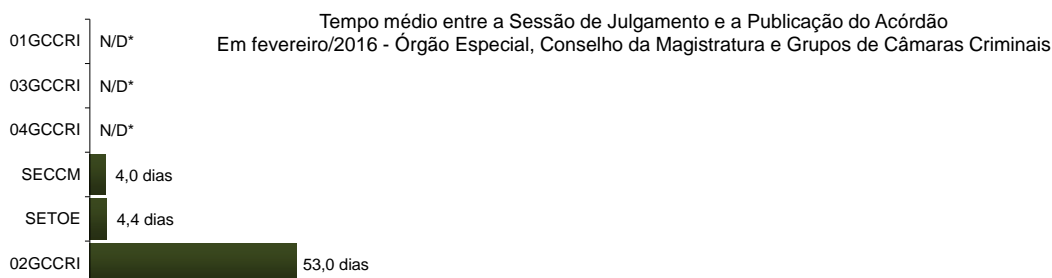 Tempo médio entre a Sessão de Julgamento e a Publicação do Acórdão
Em fevereiro/2016 - Órgão Especial, Conselho da Magistratura e Grupos de Câmaras Criminais
01GCCRI N/D*
03GCCRI N/D*
04GCCRI N/D*
SECCM 4,0 dias
SETOE 4,4 dias
02GCCRI 53,0 dias